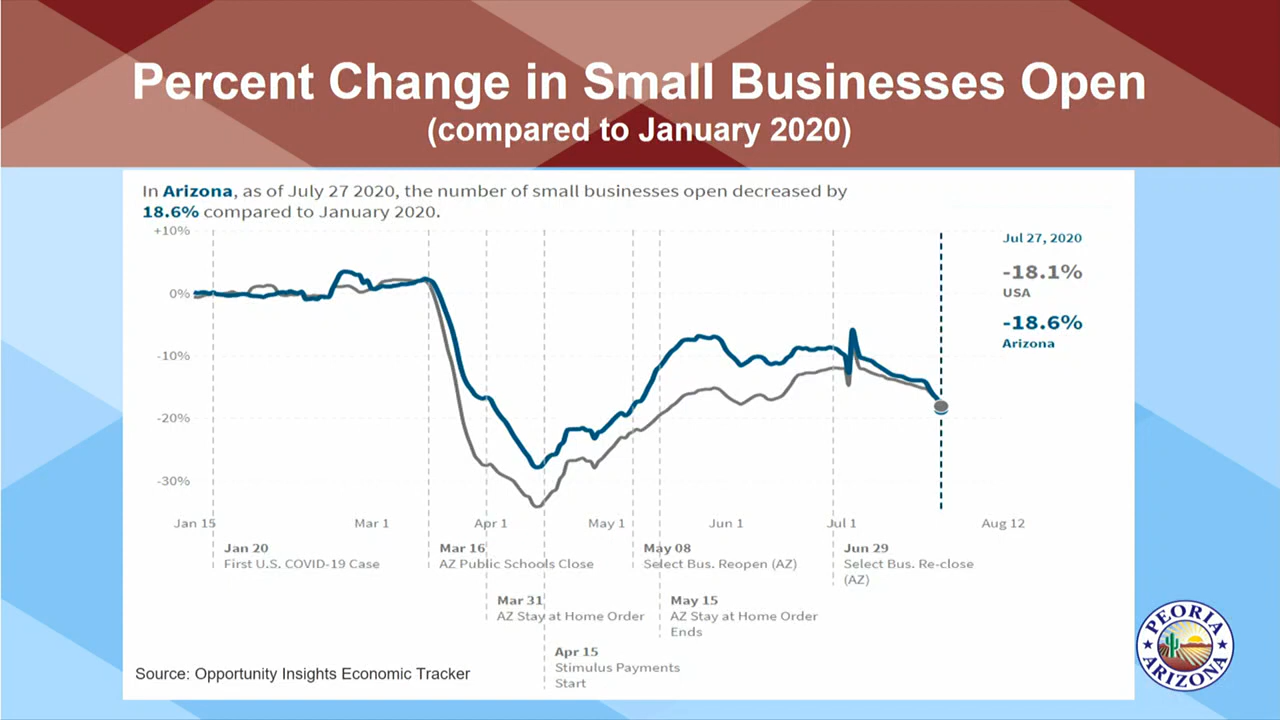 Percent Change in Small Businesses Open
(compared to January 2020)
In Arizona, as of July 27 2020, the number of small businesses open decreased by
18.6% compared to January 2020.
+10%
0%
-10%
-20%
-30%
Jul 27, 2020
-18.1%
USA
-18.6%
Arizona
Jan 15
Mar 1
Apr 1
May 1
Jun 1
Jul 1
Aug 12
Jan 20
First U.S. COVID-19 Case
Mar 16
AZ Public Schools Close
May 08
Select Bus. Reopen (AZ)
Jun 29
Select Bus. Re-close
(AZ)
Mar 31
AZ Stay at Home Order
May 15
AZ Stay at Home Order
Ends
Apr 15
Stimulus Payments
Start
Source: Opportunity Insights Economic Tracker
PEORIA
ARIZONA